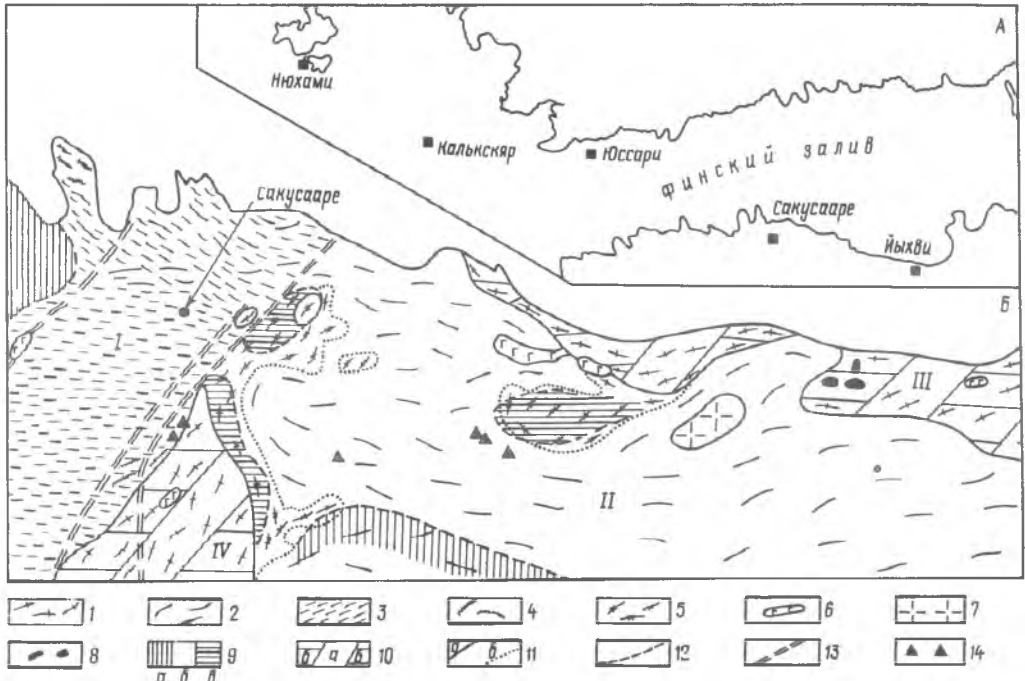 А
Нюхами
Калькскяр
Юссари
Финский залив
Сакусааре
Сакусааре
Йыхви
Б
I
II
III
IV
1 2 3 4 5 6 7
8 9 б а б 10 а б 11 12 13 14
а б в